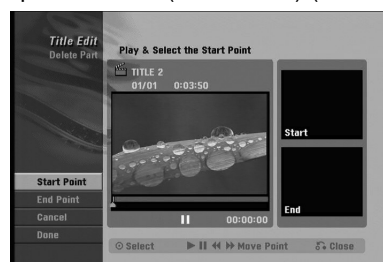 Title Edit
Delete Part
Play & Select the Start Point
TITLE 2
01/01 0:03:50
Start
End
Start Point
End Point
Cancel
Done
00:00:00
Select
Move Point
Close